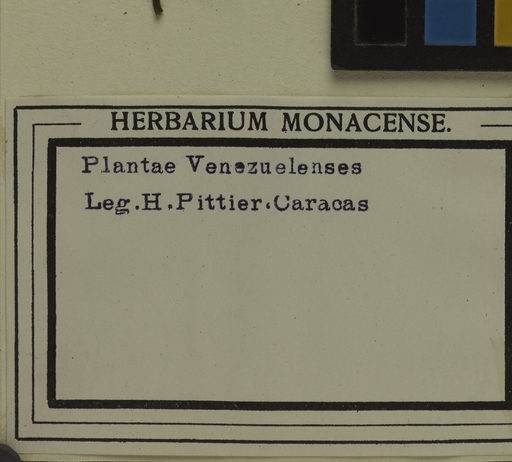 HERBARIUM MONACENSE.
Plantae Venezuelenses
Leg.H.Pittier.Caracas